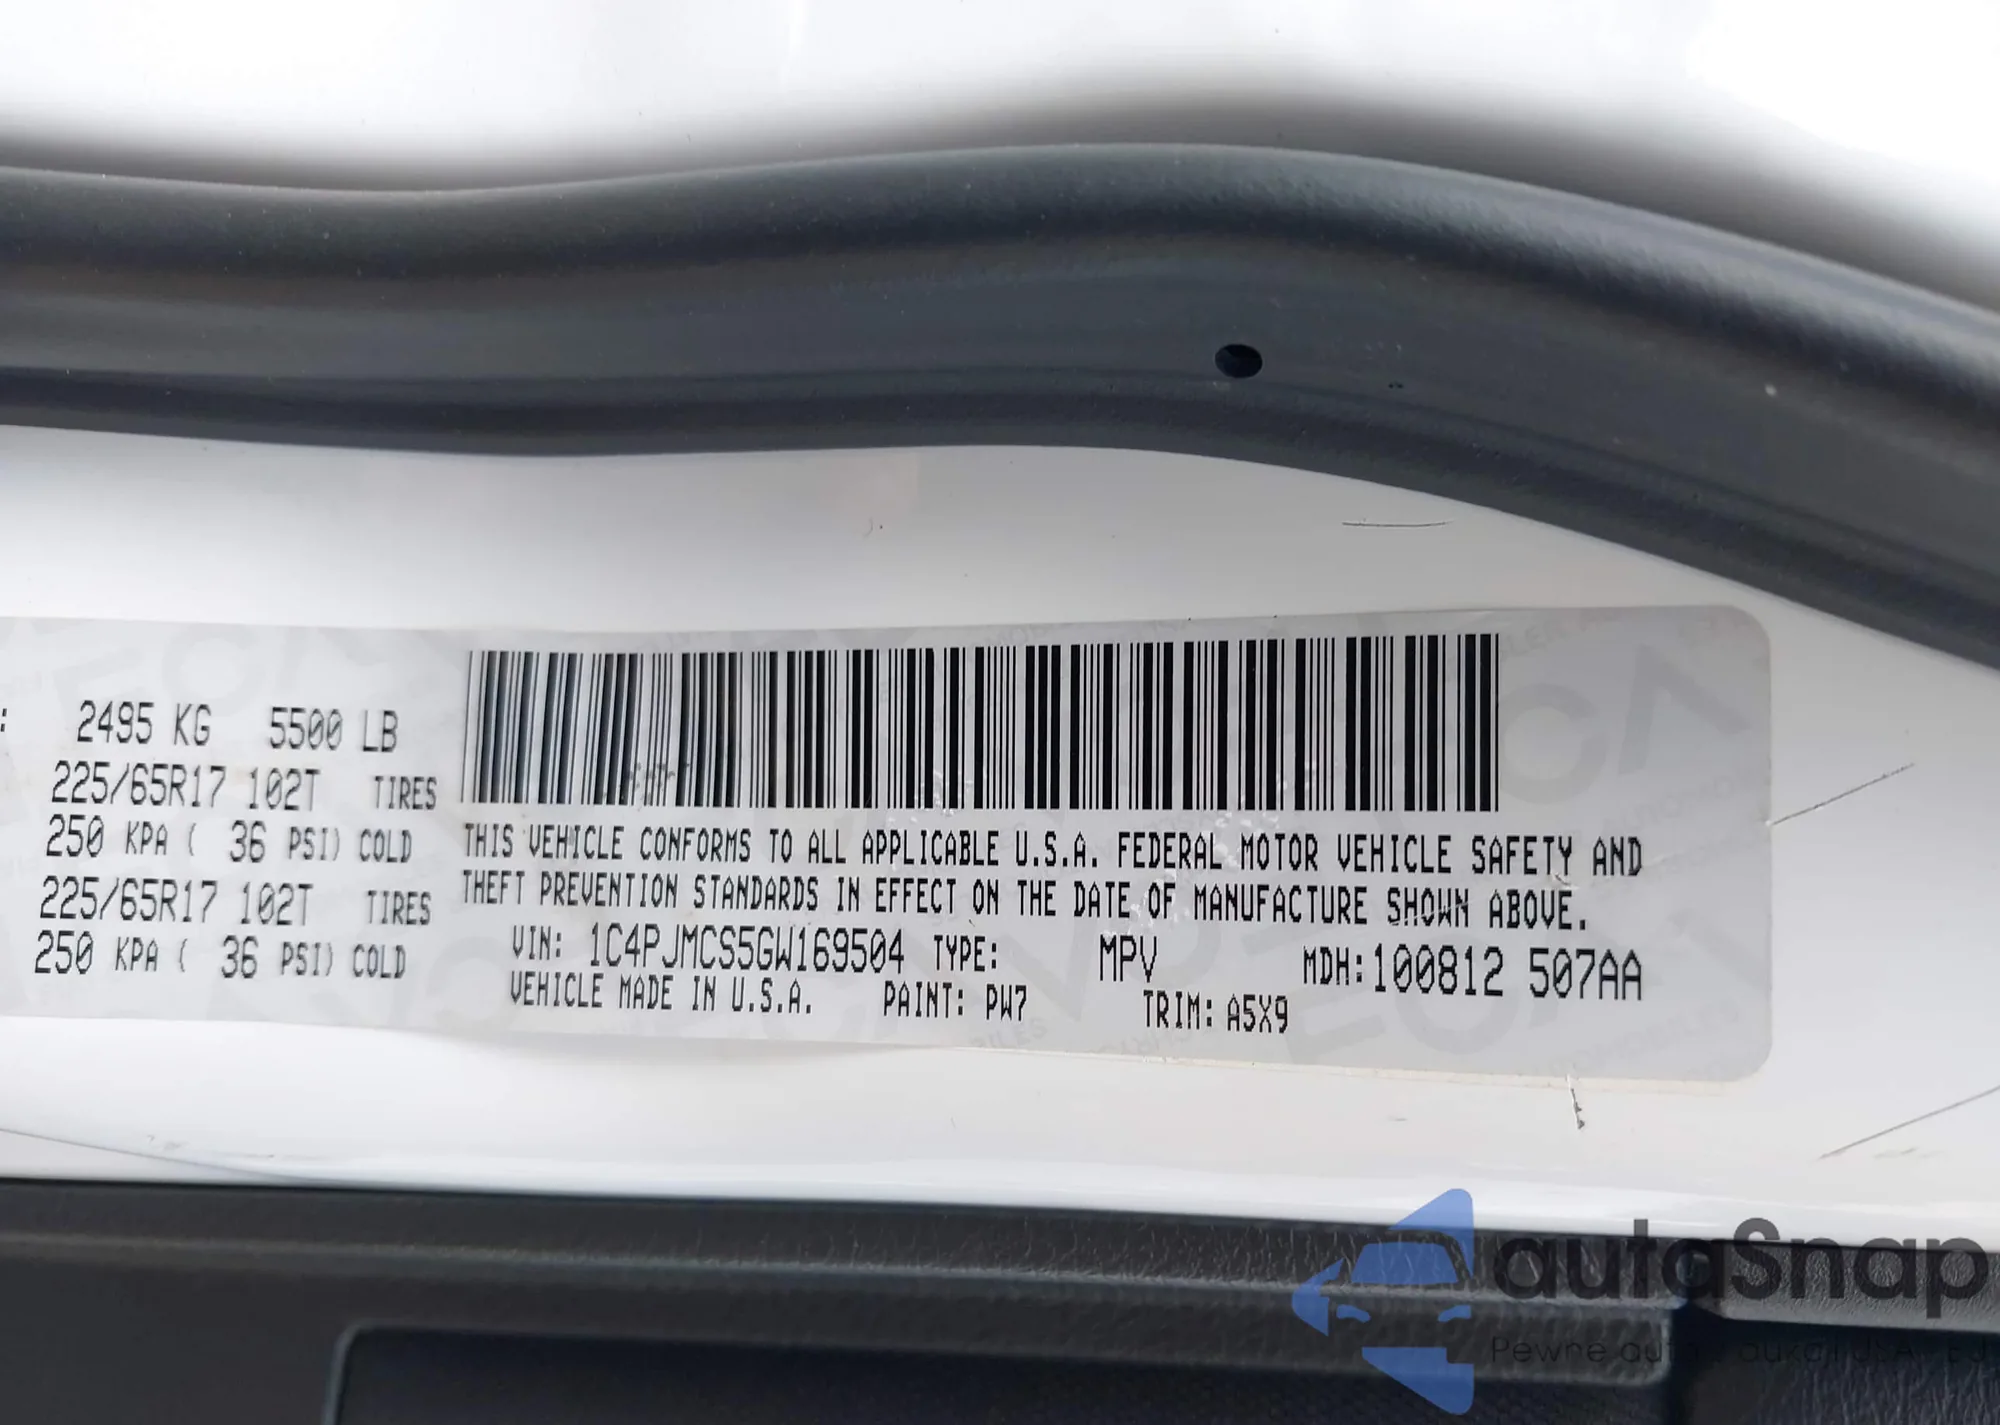 : 2495 KG 5500 LB
225/65R17 102T TIRES
250 KPA ( 36 PSI) COLD
225/65R17 102T TIRES
250 KPA ( 36 PSI) COLD
THIS VEHICLE CONFORMS TO ALL APPLICABLE U.S.A. FEDERAL MOTOR VEHICLE SAFETY AND
THEFT PREVENTION STANDARDS IN EFFECT ON THE DATE OF MANUFACTURE SHOWN ABOVE.
VIN: 1C4PJMCS5GW169504 TYPE: MPV MDH:100812 507AA
VEHICLE MADE IN U.S.A. PAINT: PW7 TRIM: A5X9
autaSnap
Pewne aut